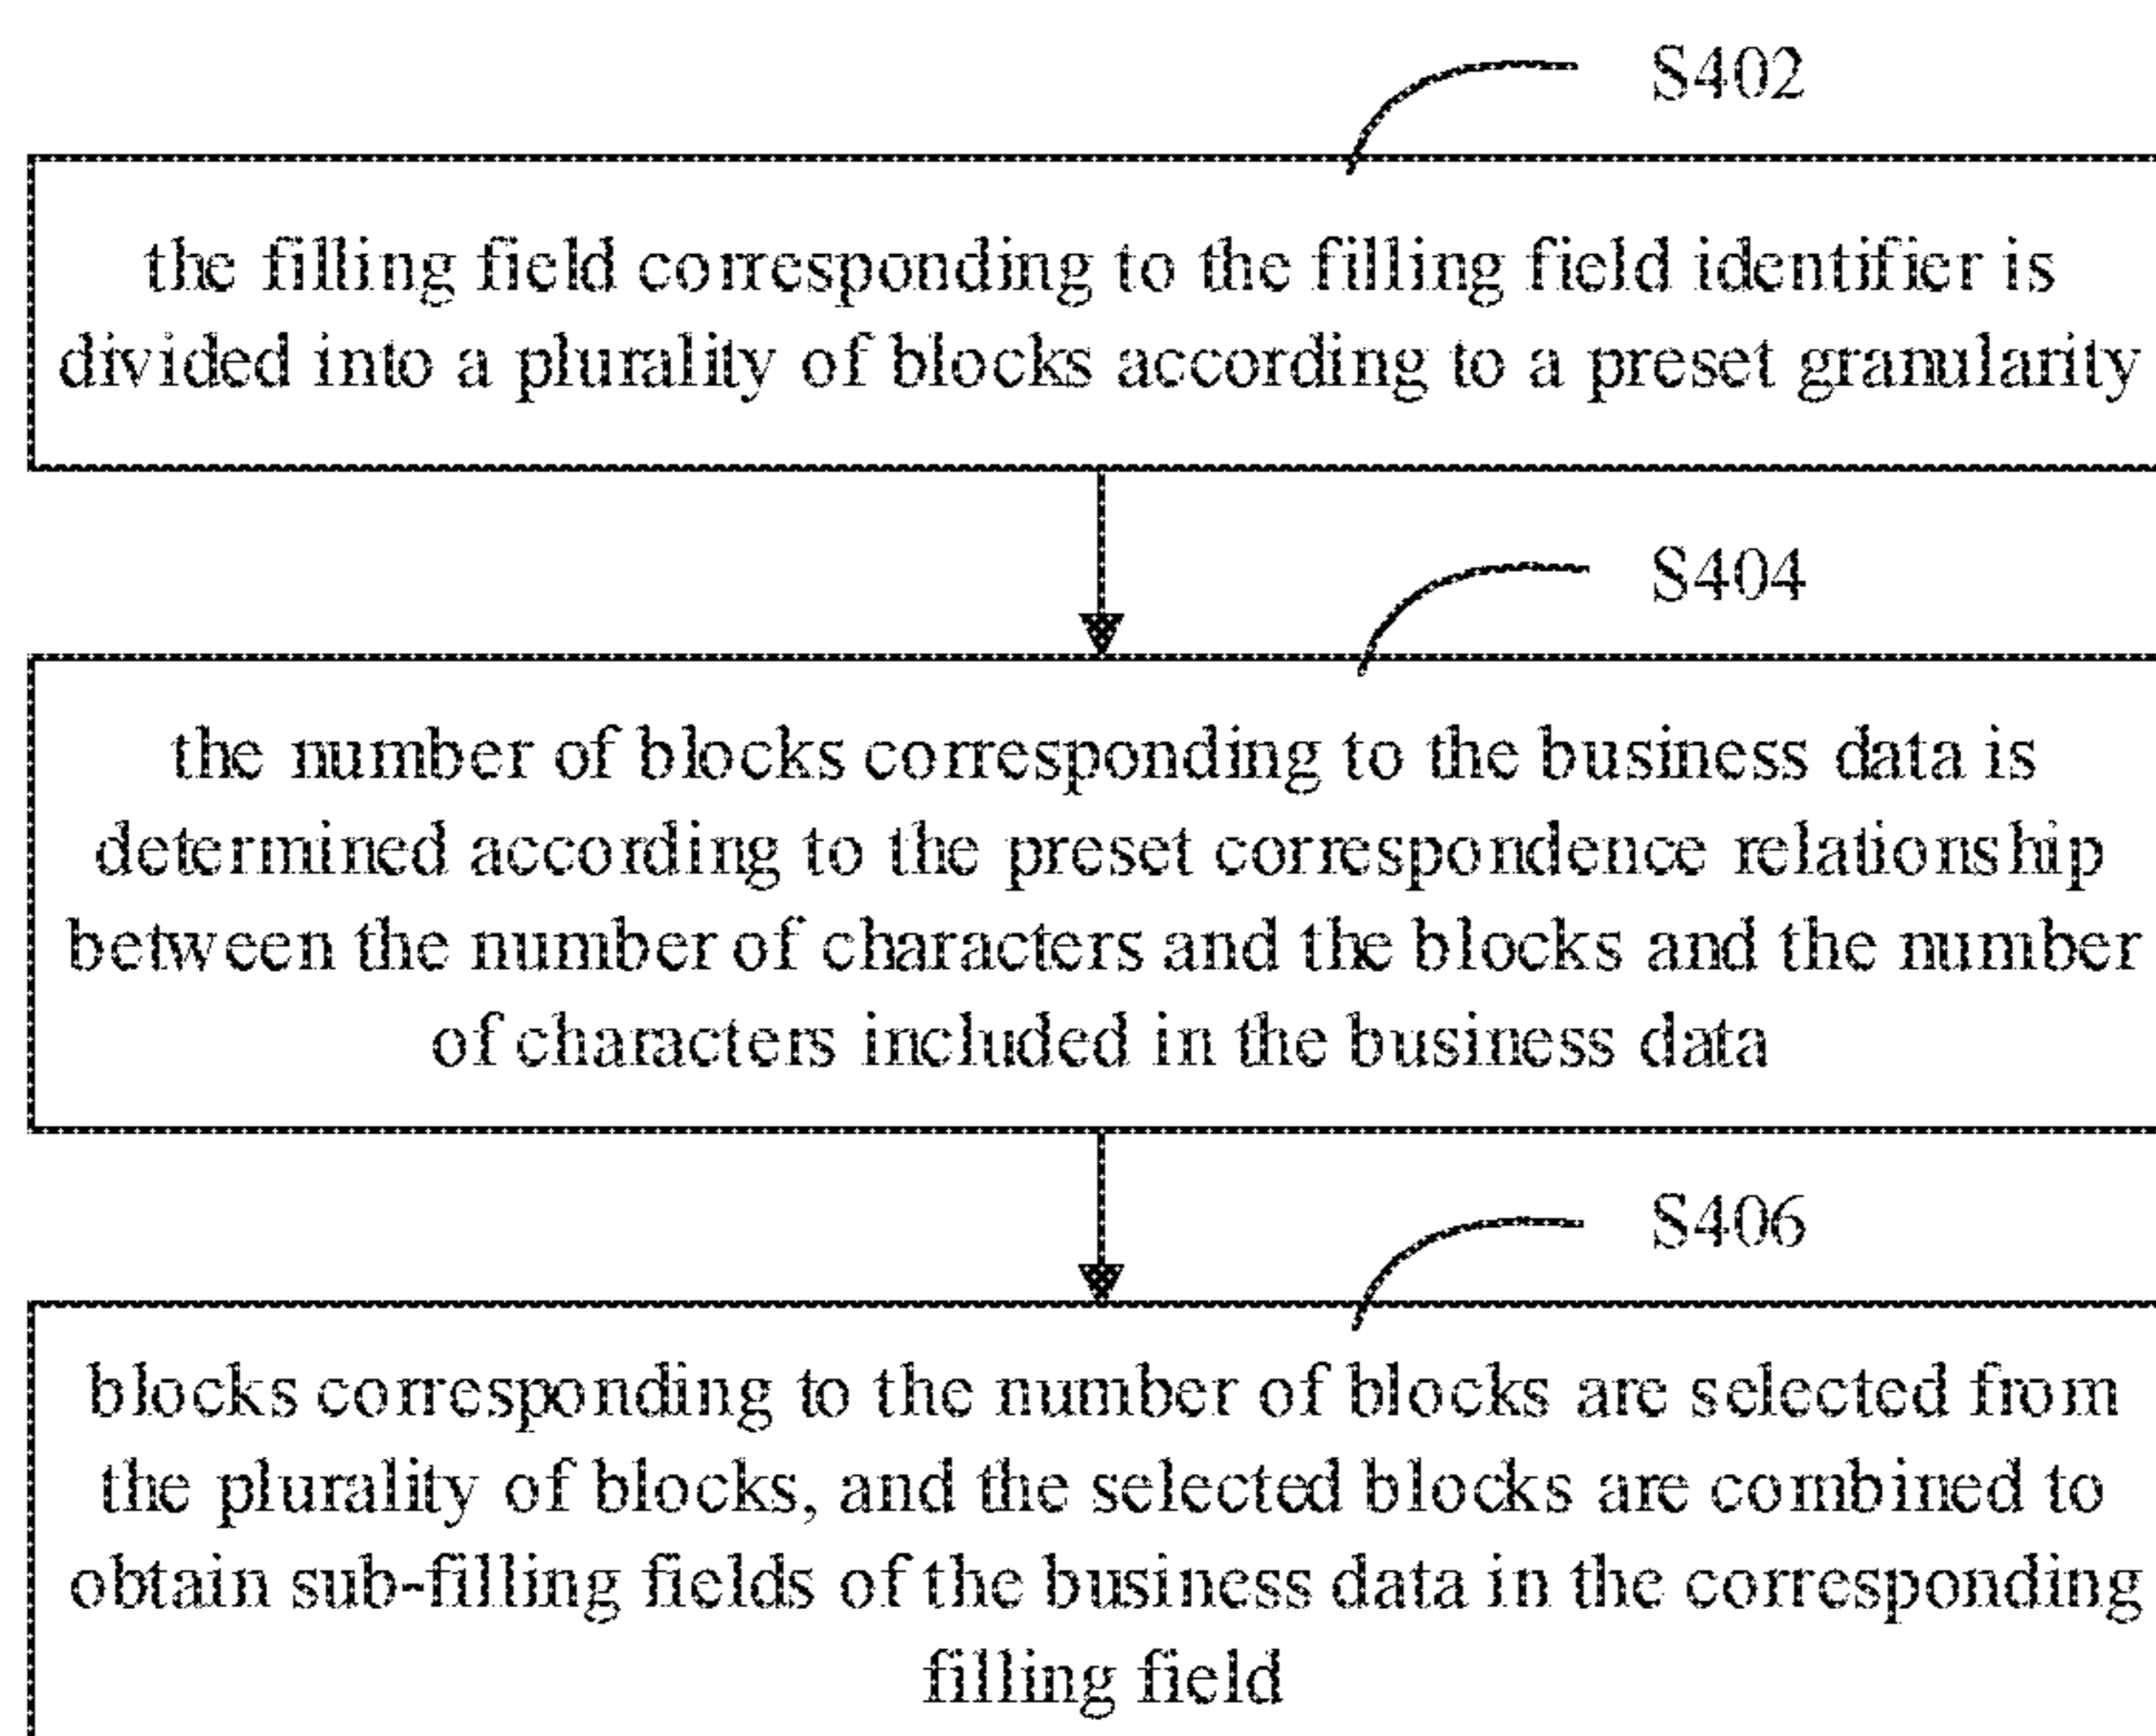 S402
the filling field corresponding to the filling field identifier is
divided into a plurality of blocks according to a preset granularity
S404
the number of blocks corresponding to the business data is
determined according to the preset correspondence relationship
between the number of characters and the blocks and the number
of characters included in the business data
S406
blocks corresponding to the number of blocks are selected from
the plurality of blocks, and the selected blocks are combined to
obtain sub-filling fields of the business data in the corresponding
filling field